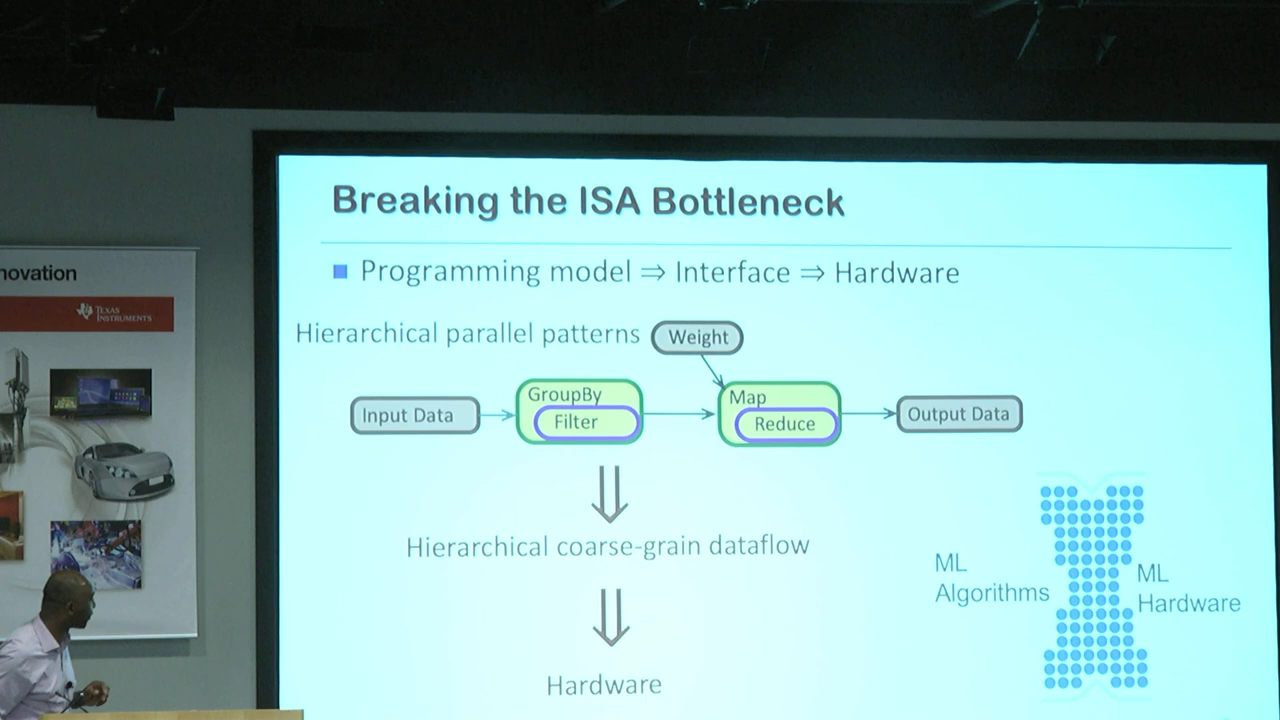 Breaking the ISA Bottleneck
Programming model ⇒ Interface ⇒ Hardware
Hierarchical parallel patterns
Weight
Input Data
GroupBy
Filter
Map
Reduce
Output Data
Hierarchical coarse-grain dataflow
Hardware
ML
Algorithms
ML
Hardware
novation
TEXAS
INSTRUMENTS